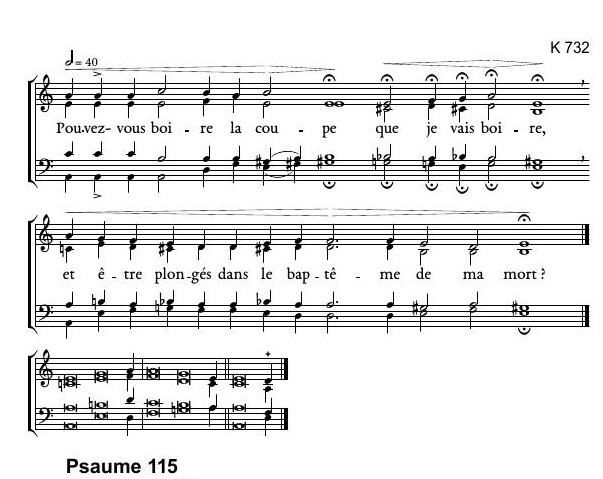 K 732
= 40
Pou-vez- vous boi - re la cou - pe que je vais boi - re,
et ê - tre plon - gés dans le bap - tê - me de ma mort ?
Psaume 115